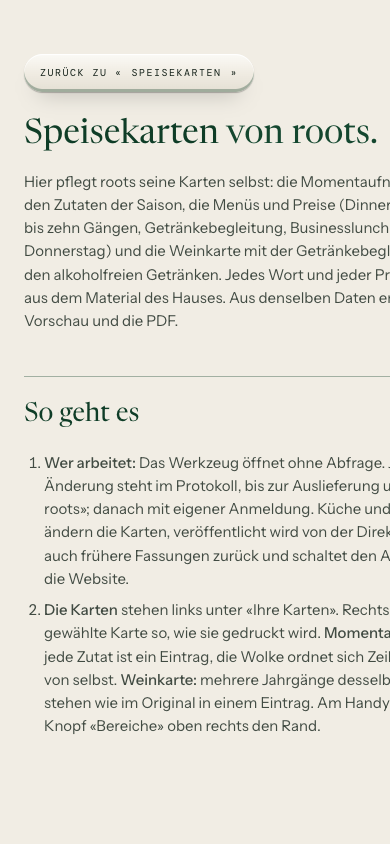 ZURÜCK ZU « SPEISEKARTEN »
Speisekarten von roots.
Hier pflegt roots seine Karten selbst: die Momentaufn
den Zutaten der Saison, die Menüs und Preise (Dinner
bis zehn Gängen, Getränkebegleitung, Businesslunch
Donnerstag) und die Weinkarte mit der Getränkebegl
den alkoholfreien Getränken. Jedes Wort und jeder Pr
aus dem Material des Hauses. Aus denselben Daten e
Vorschau und die PDF.
So geht es
1. Wer arbeitet: Das Werkzeug öffnet ohne Abfrage.
Änderung steht im Protokoll, bis zur Auslieferung u
roots»; danach mit eigener Anmeldung. Küche und
ändern die Karten, veröffentlicht wird von der Direk
auch frühere Fassungen zurück und schaltet den A
die Website.
2. Die Karten stehen links unter «Ihre Karten». Rechts
gewählte Karte so, wie sie gedruckt wird. Momenta
jede Zutat ist ein Eintrag, die Wolke ordnet sich Zeil
von selbst. Weinkarte: mehrere Jahrgänge desselb
stehen wie im Original in einem Eintrag. Am Handy
Knopf «Bereiche» oben rechts den Rand.